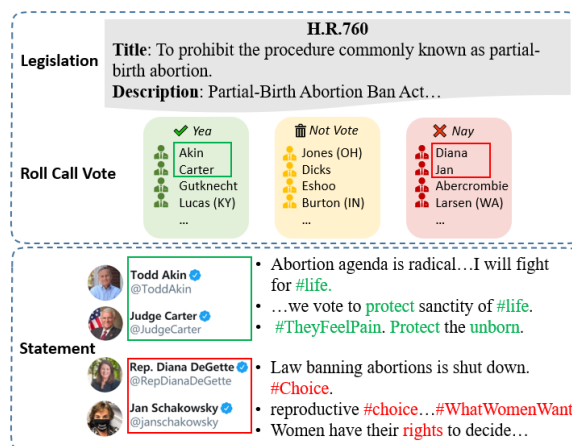 H.R.760
Legislation
Title: To prohibit the procedure commonly known as partial-
birth abortion.
Description: Partial-Birth Abortion Ban Act…
Roll Call Vote
Yea
Akin
Carter
Gutknecht
Lucas (KY)
…
Not Vote
Jones (OH)
Dicks
Eshoo
Burton (IN)
…
Nay
Diana
Jan
Abercrombie
Larsen (WA)
…
Statement
Todd Akin
@ToddAkin
Judge Carter
@JudgeCarter
• Abortion agenda is radical…I will fight
for #life.
• …we vote to protect sanctity of #life.
• #TheyFeelPain. Protect the unborn.
Rep. Diana DeGette
@RepDianaDeGette
Jan Schakowsky
@janschakowsky
• Law banning abortions is shut down.
#Choice.
• reproductive #choice…#WhatWomenWant
• Women have their rights to decide…